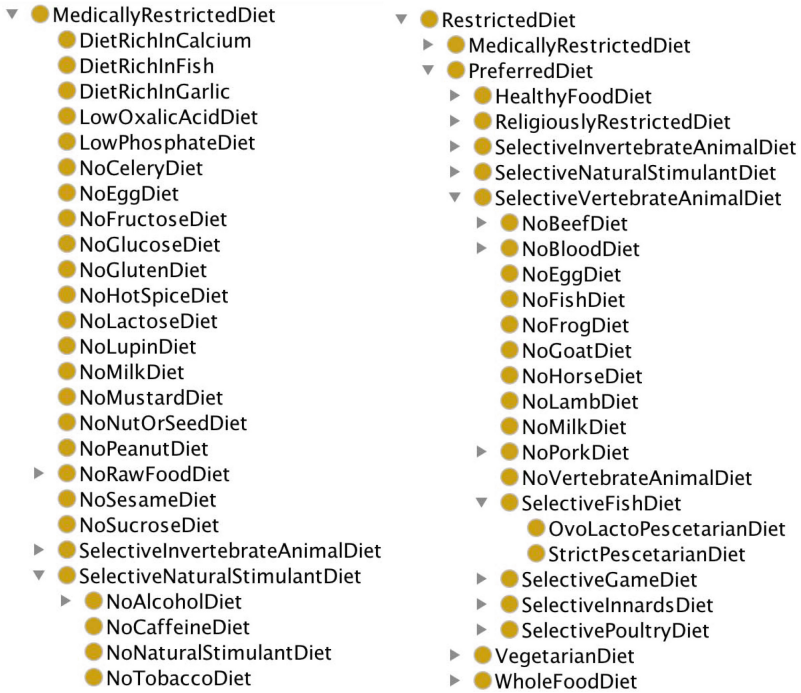 MedicallyRestrictedDiet
DietRichInCalcium
DietRichInFish
DietRichInGarlic
LowOxalicAcidDiet
LowPhosphateDiet
NoCeleryDiet
NoEggDiet
NoFructoseDiet
NoGlucoseDiet
NoGlutenDiet
NoHotSpiceDiet
NoLactoseDiet
NoLupinDiet
NoMilkDiet
NoMustardDiet
NoNutOrSeedDiet
NoPeanutDiet
NoRawFoodDiet
NoSesameDiet
NoSucroseDiet
SelectiveInvertebrateAnimalDiet
SelectiveNaturalStimulantDiet
NoAlcoholDiet
NoCaffeineDiet
NoNaturalStimulantDiet
NoTobaccoDiet
RestrictedDiet
MedicallyRestrictedDiet
PreferredDiet
HealthyFoodDiet
ReligiouslyRestrictedDiet
SelectiveInvertebrateAnimalDiet
SelectiveNaturalStimulantDiet
SelectiveVertebrateAnimalDiet
NoBeefDiet
NoBloodDiet
NoEggDiet
NoFishDiet
NoFrogDiet
NoGoatDiet
NoHorseDiet
NoLambDiet
NoMilkDiet
NoPorkDiet
NoVertebrateAnimalDiet
SelectiveFishDiet
OvoLactoPescetarianDiet
StrictPescetarianDiet
SelectiveGameDiet
SelectiveInnardsDiet
SelectivePoultryDiet
VegetarianDiet
WholeFoodDiet